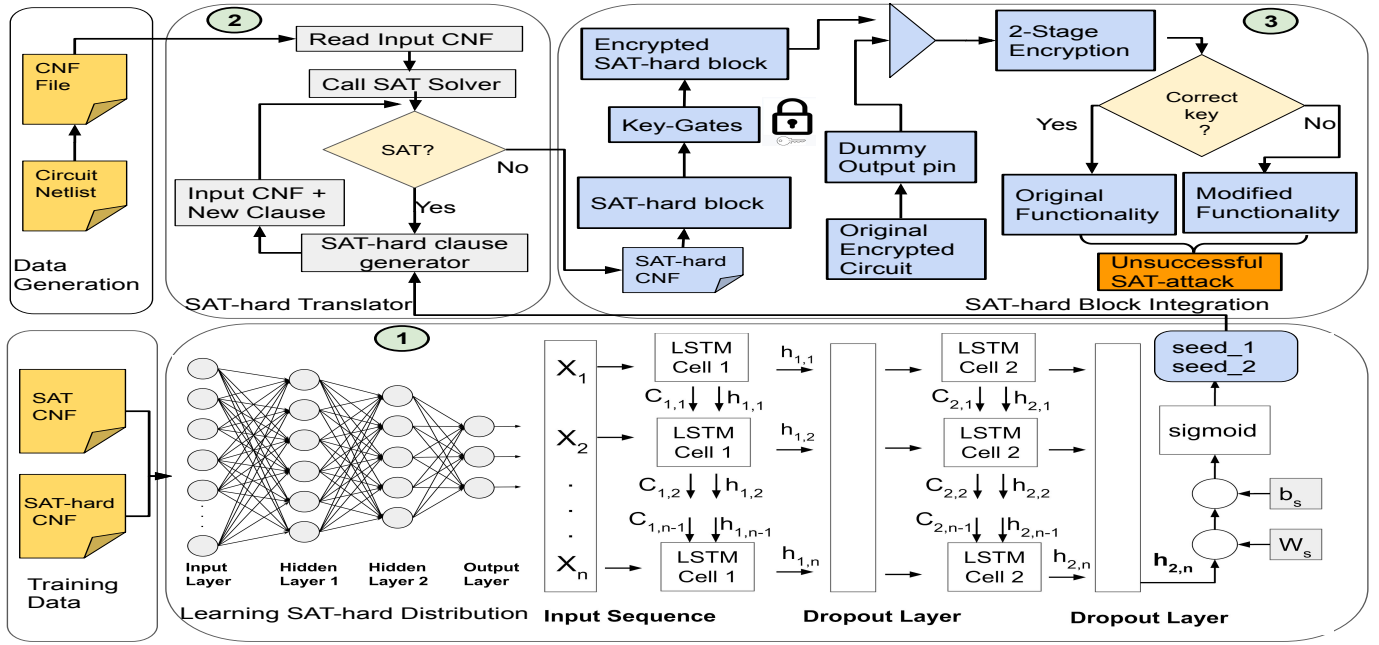 2
3
CNF
File
Circuit
Netlist
Data
Generation
Read Input CNF
Call SAT Solver
SAT?
No
Yes
Input CNF +
New Clause
SAT-hard clause
generator
SAT-hard Translator
Encrypted
SAT-hard block
Key-Gates
SAT-hard block
SAT-hard
CNF
Dummy
Output pin
Original
Encrypted
Circuit
2-Stage
Encryption
Correct
key
?
Yes
No
Original
Functionality
Modified
Functionality
Unsuccessful
SAT-attack
SAT-hard Block Integration
1
SAT
CNF
SAT-hard
CNF
Training
Data
Input
Layer
Hidden
Layer 1
Hidden
Layer 2
Output
Layer
Learning SAT-hard Distribution
X1
X2
.
.
.
Xn
Input Sequence
LSTM
Cell 1
h1,1
C1,1
h1,1
LSTM
Cell 1
h1,2
C1,2
h1,2
C1,n-1
h1,n-1
LSTM
Cell 1
h1,n
Dropout Layer
LSTM
Cell 2
C2,1
h2,1
LSTM
Cell 2
C2,2
h2,2
C2,n-1
h2,n-1
LSTM
Cell 2
h2,n
Dropout Layer
seed_1
seed_2
sigmoid
bs
Ws
h2,n